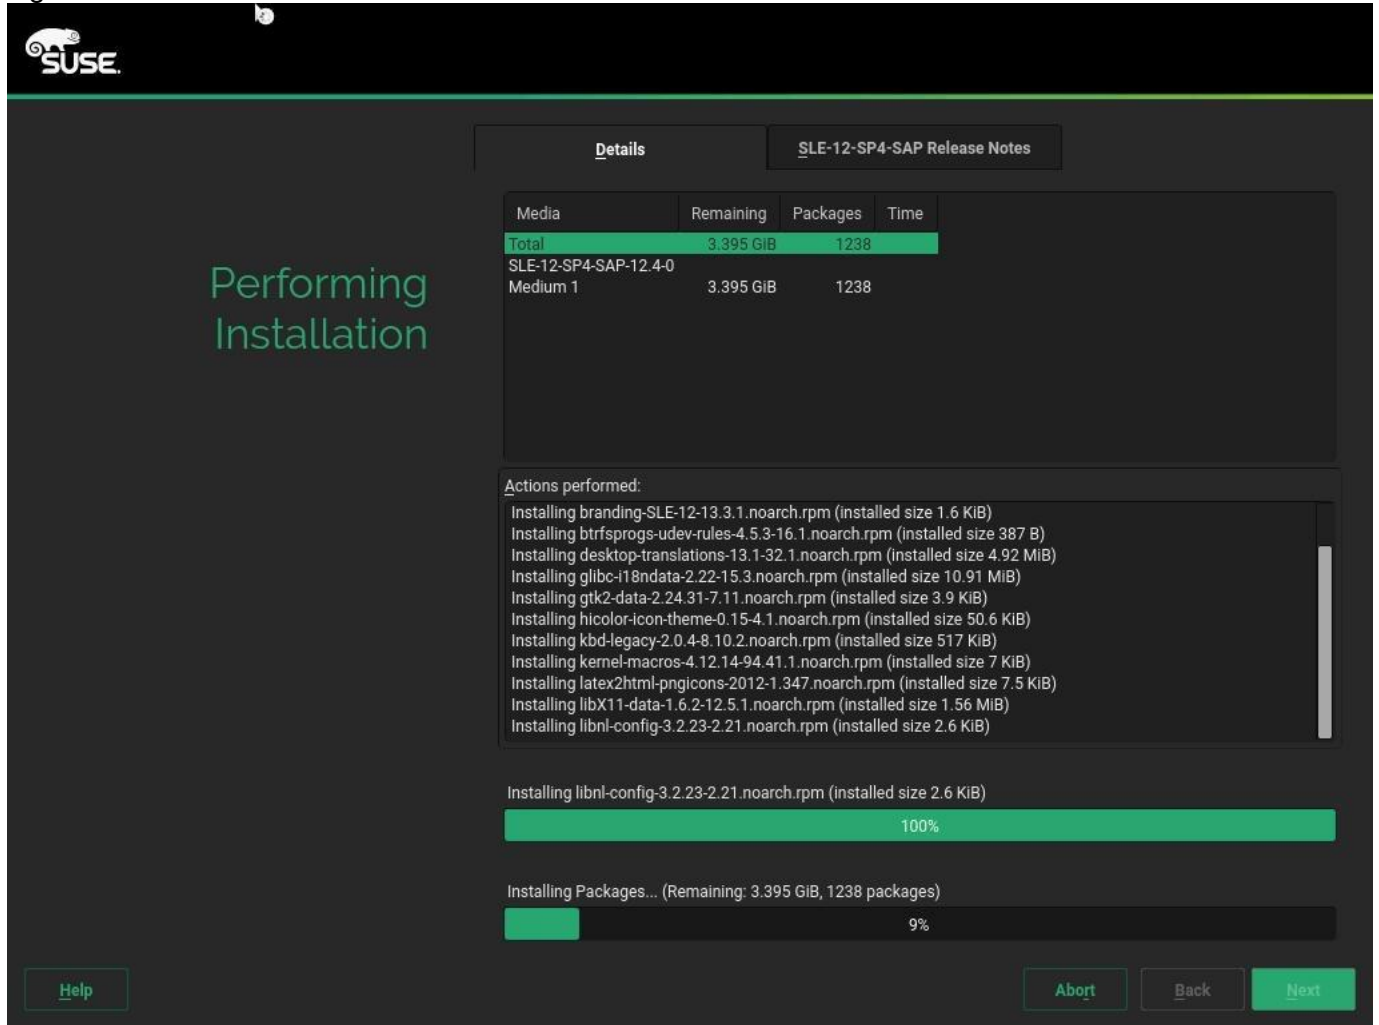 SUSE.
Details
SLE-12-SP4-SAP Release Notes
Media Remaining Packages Time
Total 3.395 GiB 1238
SLE-12-SP4-SAP-12.4-0
Medium 1 3.395 GiB 1238
Performing
Installation
Actions performed:
Installing branding-SLE-12-13.3.1.noarch.rpm (installed size 1.6 KiB)
Installing btrfsprogs-udev-rules-4.5.3-16.1.noarch.rpm (installed size 387 B)
Installing desktop-translations-13.1-32.1.noarch.rpm (installed size 4.92 MiB)
Installing glibc-i18ndata-2.22-15.3.noarch.rpm (installed size 10.91 MiB)
Installing gtk2-data-2.24.31-7.11.noarch.rpm (installed size 3.9 KiB)
Installing hicolor-icon-theme-0.15-4.1.noarch.rpm (installed size 50.6 KiB)
Installing kbd-legacy-2.0.4-8.10.2.noarch.rpm (installed size 517 KiB)
Installing kernel-macros-4.12.14-94.41.1.noarch.rpm (installed size 7 KiB)
Installing latex2html-pngicons-2012-1.347.noarch.rpm (installed size 7.5 KiB)
Installing libX11-data-1.6.2-12.5.1.noarch.rpm (installed size 1.56 MiB)
Installing libnl-config-3.2.23-2.21.noarch.rpm (installed size 2.6 KiB)
Installing libnl-config-3.2.23-2.21.noarch.rpm (installed size 2.6 KiB)
100%
Installing Packages... (Remaining: 3.395 GiB, 1238 packages)
9%
Help
Abort
Back
Next